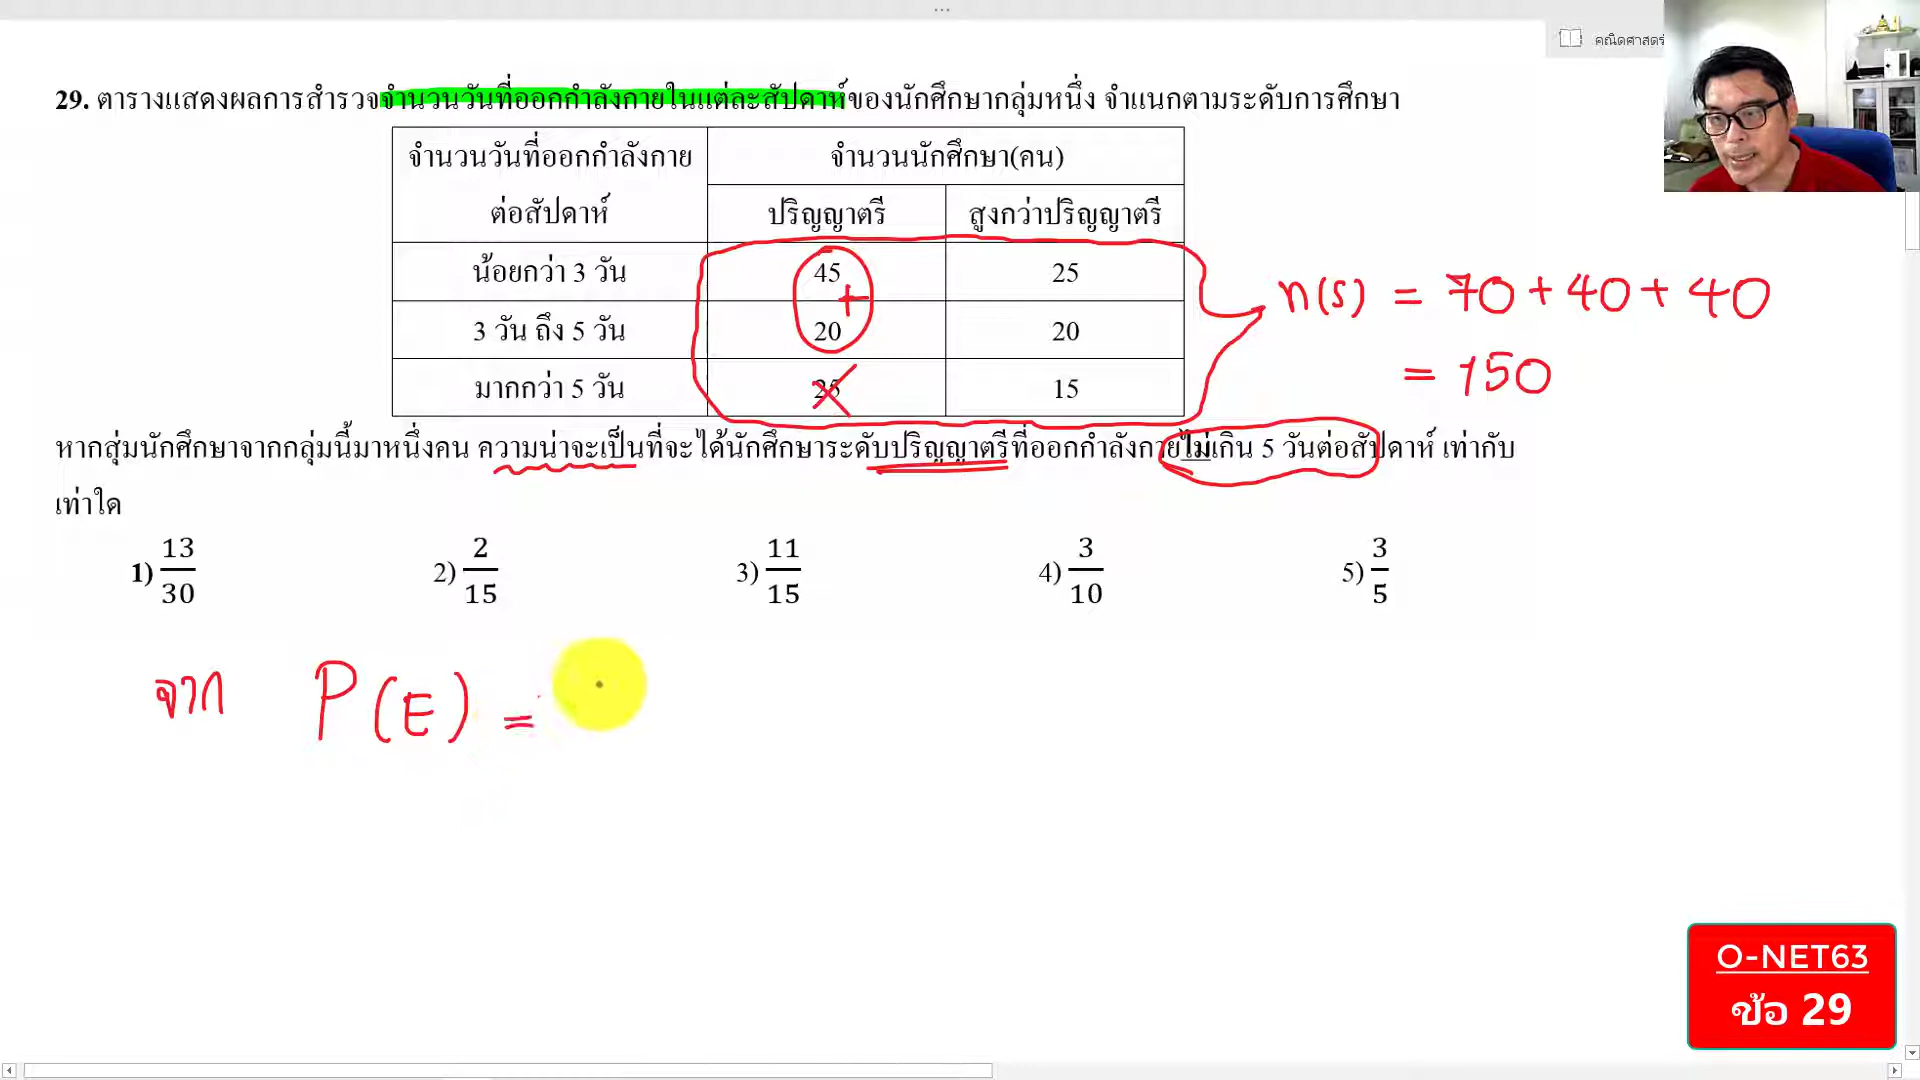 คณิตศาสตร์
29. ตารางแสดงผลการสำรวจจำนวนวันที่ออกกำลังกายในแต่ละสัปดาห์ของนักศึกษากลุ่มหนึ่ง จำแนกตามระดับการศึกษา
จำนวนวันที่ออกกำลังกาย
ต่อสัปดาห์
จำนวนนักศึกษา(คน)
ปริญญาตรี สูงกว่าปริญญาตรี
น้อยกว่า 3 วัน 45 25
+
3 วัน ถึง 5 วัน 20 20
มากกว่า 5 วัน 25 15
n(s) = 70 + 40 + 40
= 150
หากสุ่มนักศึกษาจากกลุ่มนี้มาหนึ่งคน ความน่าจะเป็นที่จะได้นักศึกษาระดับปริญญาตรีที่ออกกำลังกายไม่เกิน 5 วันต่อสัปดาห์ เท่ากับ
เท่าใด
1) 13/30 2) 2/15 3) 11/15 4) 3/10 5) 3/5
จาก P(E) =
O-NET63
ข้อ 29